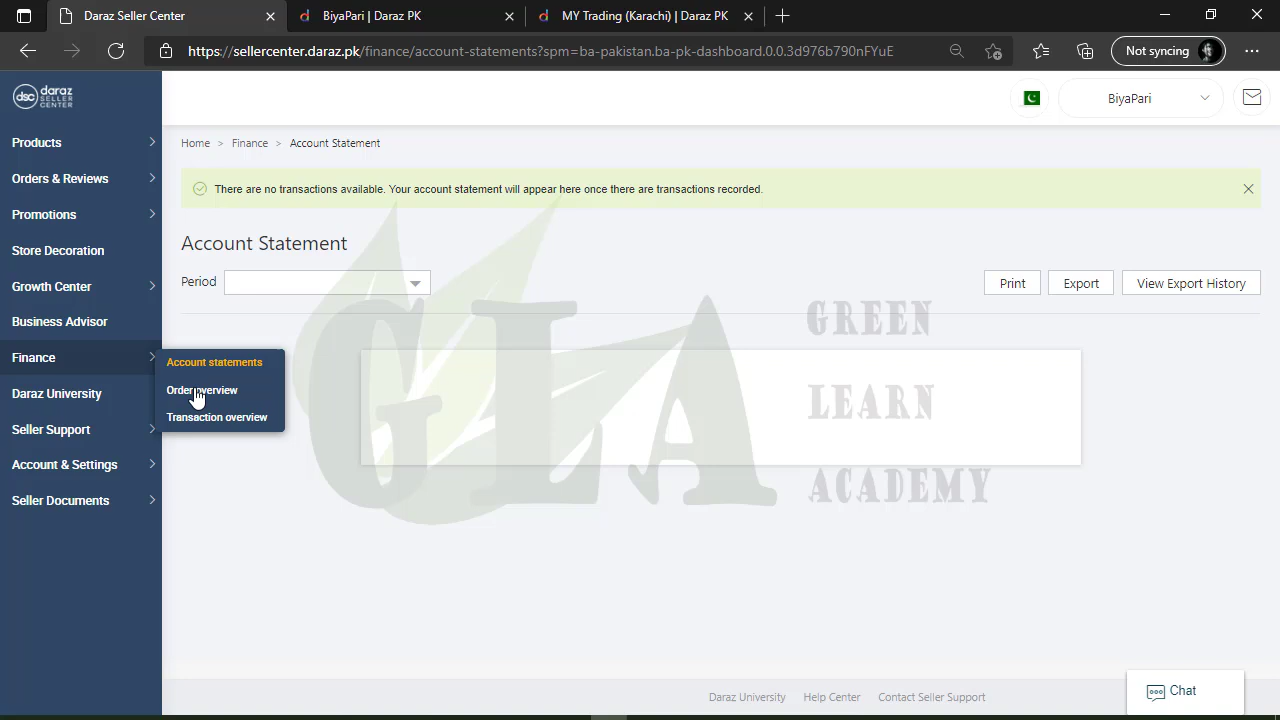 Daraz Seller Center
BiyaPari | Daraz PK
MY Trading (Karachi) | Daraz PK
https://sellercenter.daraz.pk/finance/account-statements?spm=ba-pakistan.ba-pk-dashboard.0.0.3d976b790nFYuE
Not syncing
dsc daraz SELLER CENTER
BiyaPari
Products
Orders & Reviews
Promotions
Store Decoration
Growth Center
Business Advisor
Finance
Daraz University
Seller Support
Account & Settings
Seller Documents
Account statements
Order overview
Transaction overview
Home > Finance > Account Statement
There are no transactions available. Your account statement will appear here once there are transactions recorded.
Account Statement
Period
Print
Export
View Export History
GLA
GREEN
LEARN
ACADEMY
Daraz University
Help Center
Contact Seller Support
Chat